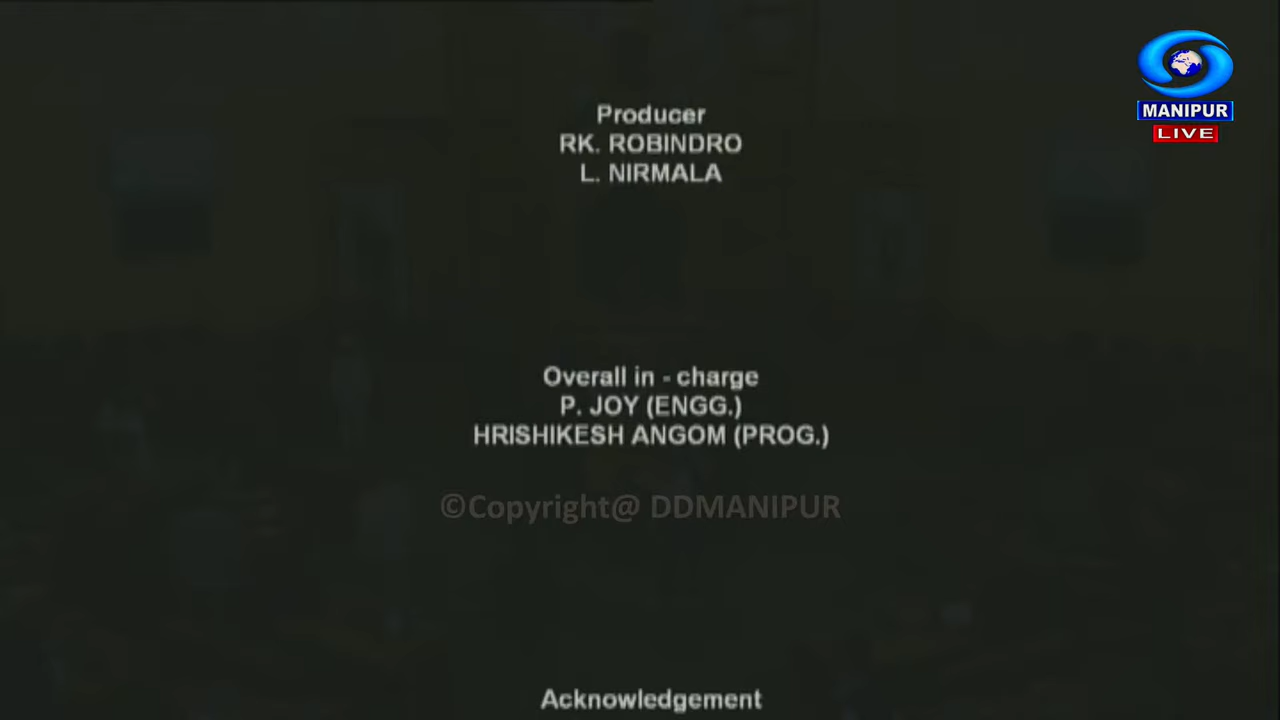 MANIPUR
LIVE
Producer
RK. ROBINDRO
L. NIRMALA
Overall in - charge
P. JOY (ENGG.)
HRISHIKESH ANGOM (PROG.)
©Copyright@ DDMANIPUR
Acknowledgement